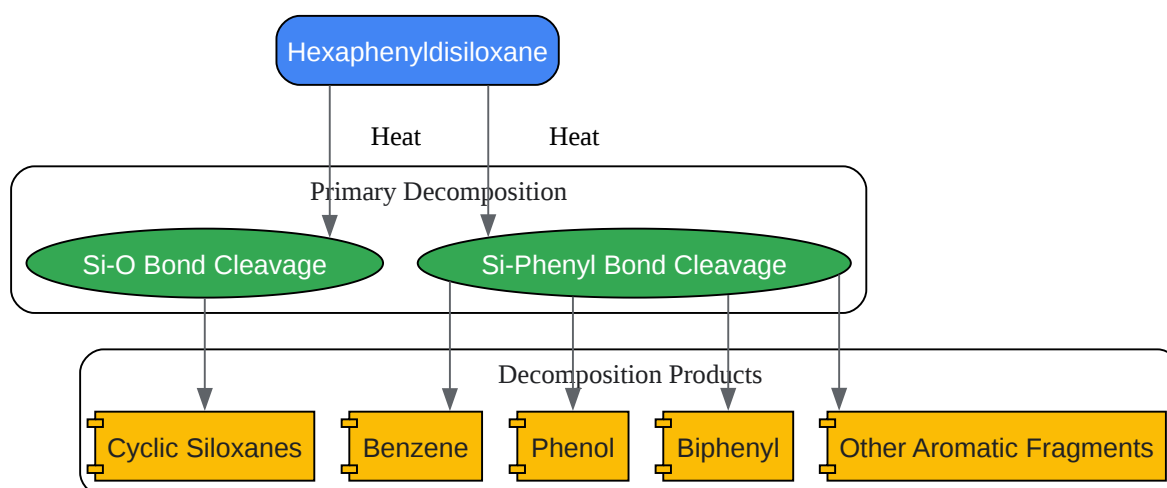 Hexaphenyldisiloxane
Heat
Heat
Primary Decomposition
Si-O Bond Cleavage
Si-Phenyl Bond Cleavage
Decomposition Products
Cyclic Siloxanes
Benzene
Phenol
Biphenyl
Other Aromatic Fragments